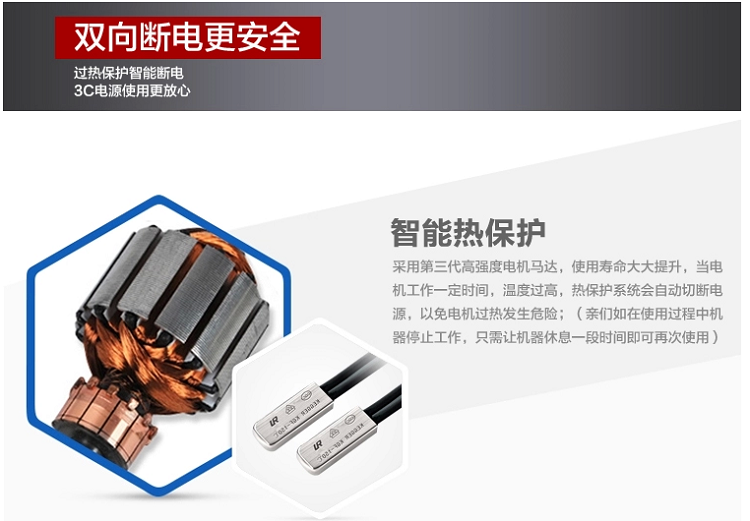 双向断电更安全
过热保护智能断电
3C电源使用更放心
智能热保护
采用第三代高强度电机马达，使用寿命大大提升，当电
机工作一定时间，温度过高，热保护系统会自动切断电
源，以免电机过热发生危险；（亲们如在使用过程中机
器停止工作，只需让机器休息一段时间即可再次使用）